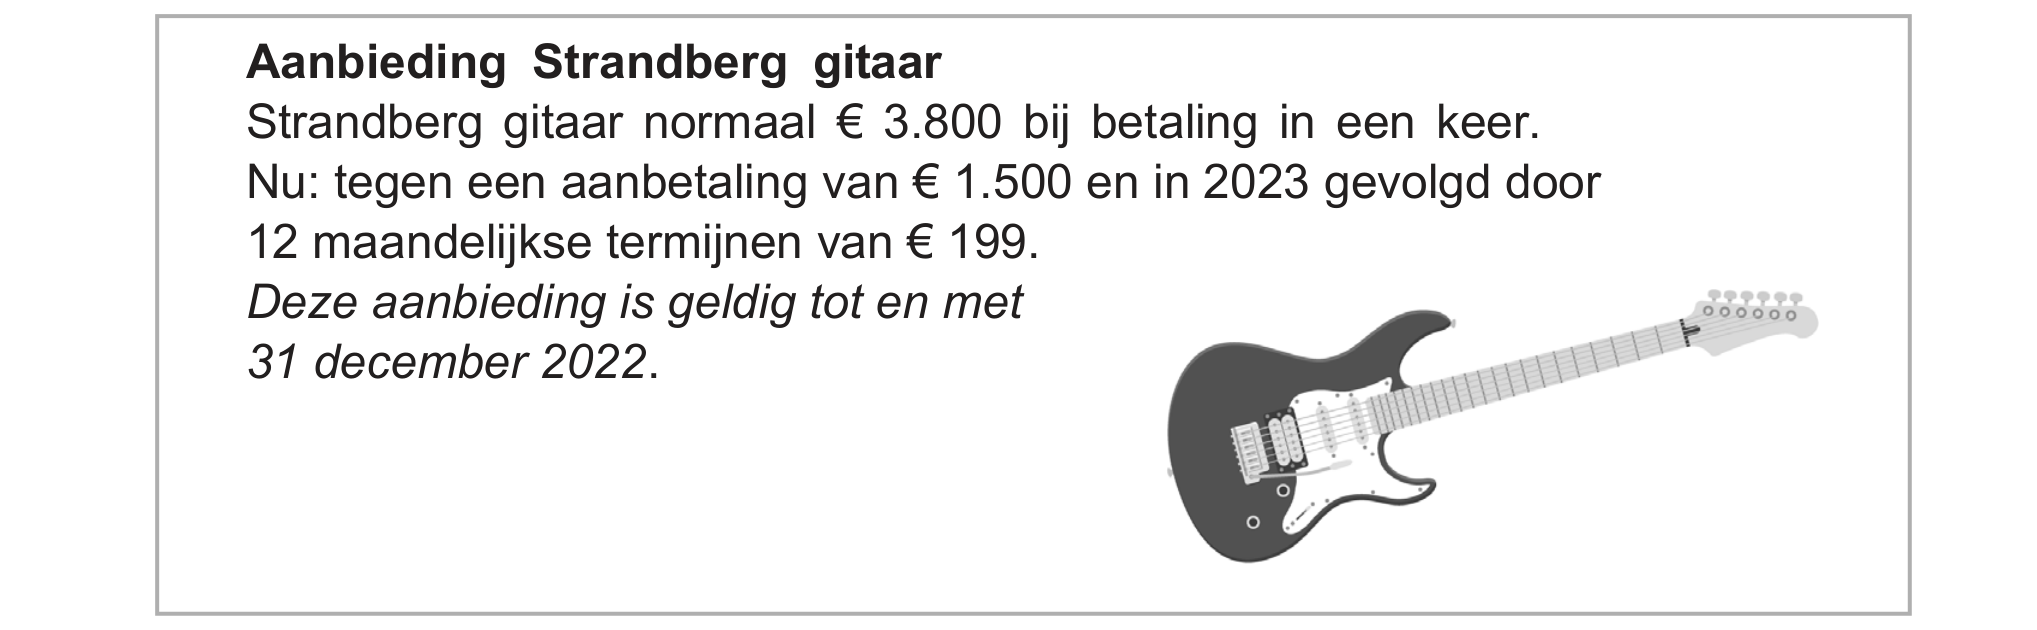 Aanbieding Strandberg gitaar
Strandberg gitaar normaal € 3.800 bij betaling in een keer.
Nu: tegen een aanbetaling van € 1.500 en in 2023 gevolgd door
12 maandelijkse termijnen van € 199.
Deze aanbieding is geldig tot en met
31 december 2022.